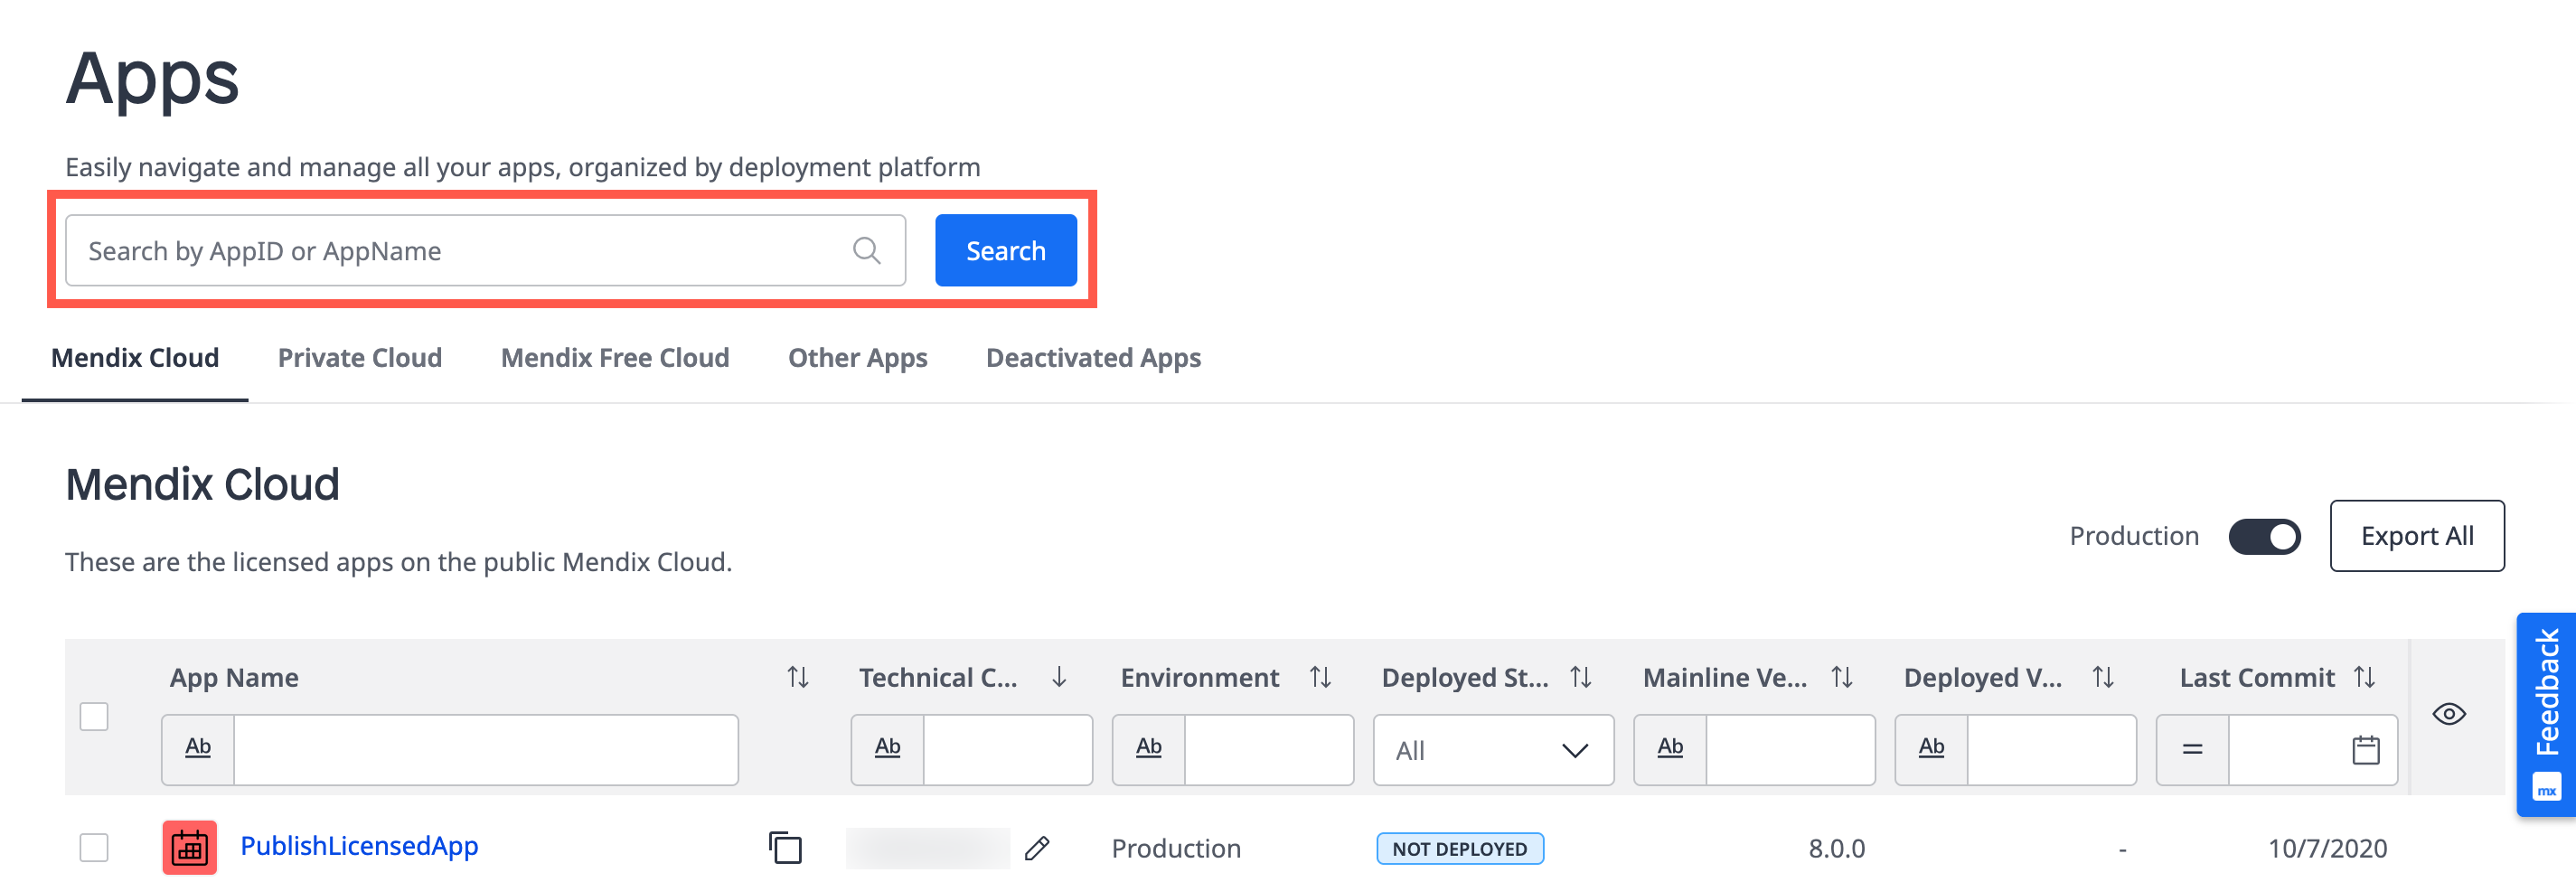 Apps
Easily navigate and manage all your apps, organized by deployment platform
Search by AppID or AppName
Search
Mendix Cloud Private Cloud Mendix Free Cloud Other Apps Deactivated Apps
Mendix Cloud
These are the licensed apps on the public Mendix Cloud.
Production
Export All
App Name Technical C... Environment Deployed St... Mainline Ve... Deployed V... Last Commit
Ab Ab Ab All Ab Ab =
PublishLicensedApp Production NOT DEPLOYED 8.0.0 - 10/7/2020
Feedback
mx